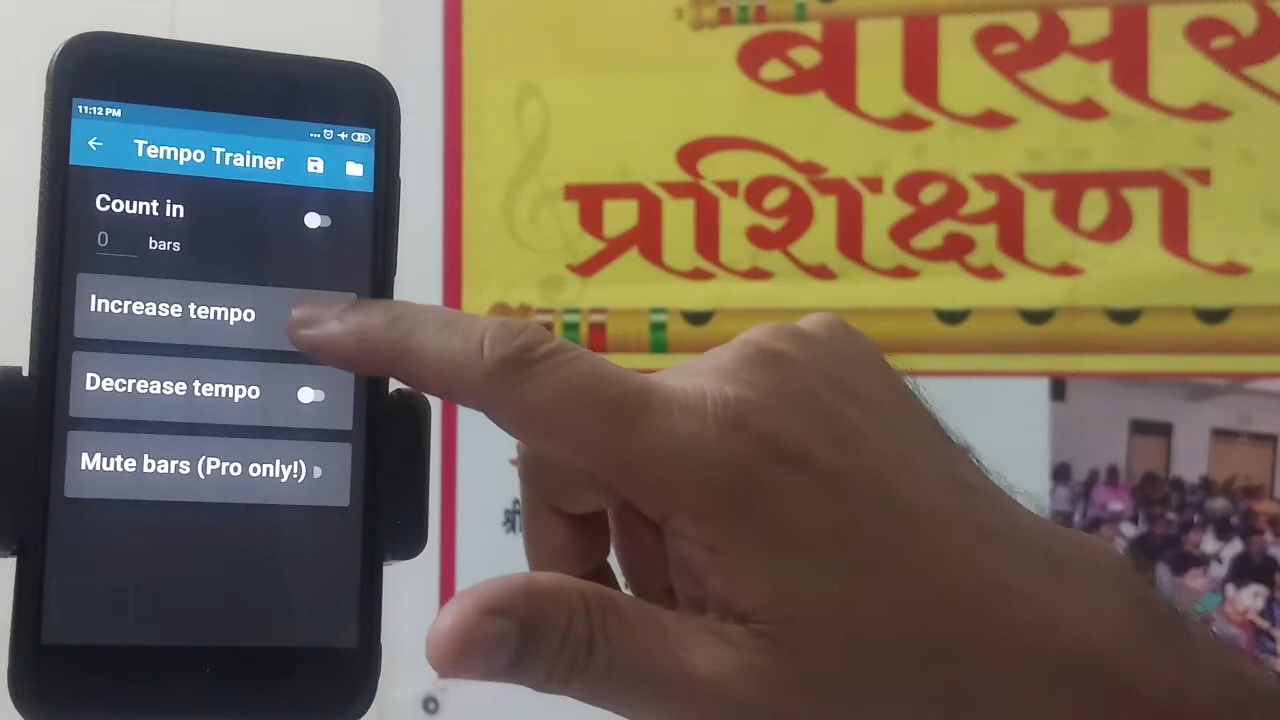 11:12 PM
Tempo Trainer
Count in
0 bars
Increase tempo
Decrease tempo
Mute bars (Pro only!)
प्रशिक्षण
श्री